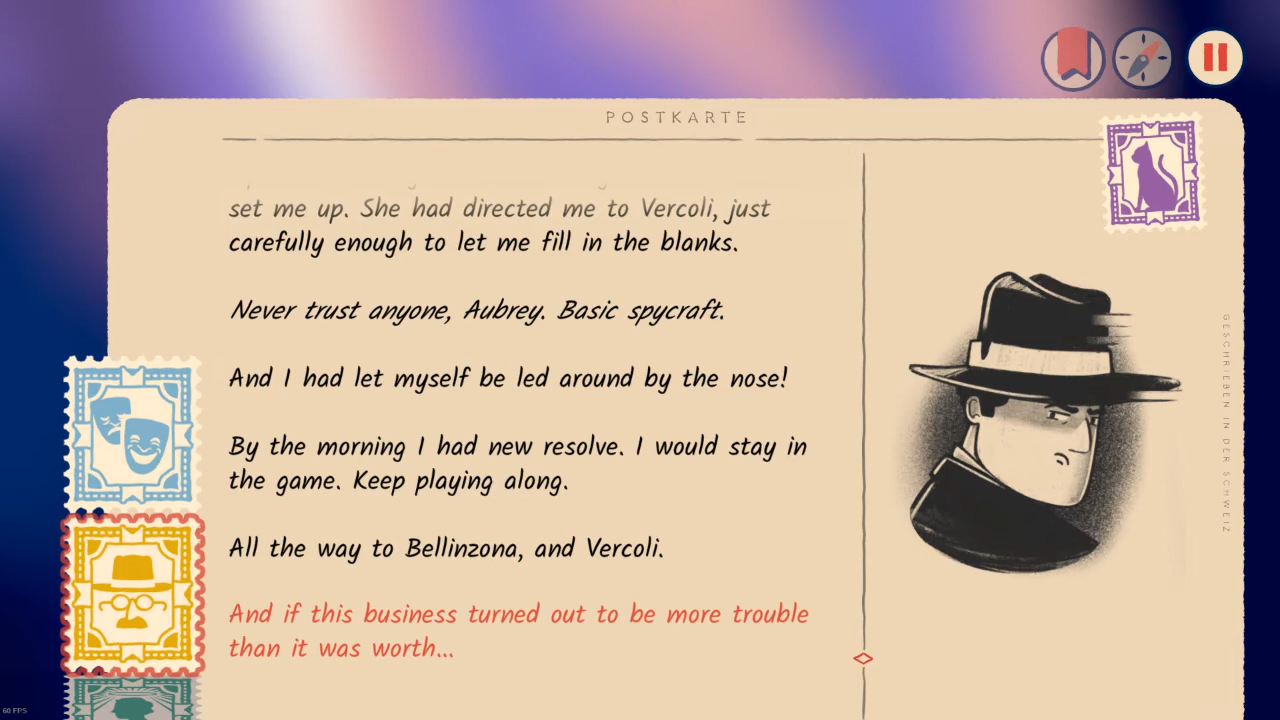 POSTKARTE
set me up. She had directed me to Vercoli, just
carefully enough to let me fill in the blanks.
Never trust anyone, Aubrey. Basic spycraft.
And I had let myself be led around by the nose!
By the morning I had new resolve. I would stay in
the game. Keep playing along.
All the way to Bellinzona, and Vercoli.
And if this business turned out to be more trouble
than it was worth...
GESCHRIEBEN IN DER SCHWEIZ
60 FPS